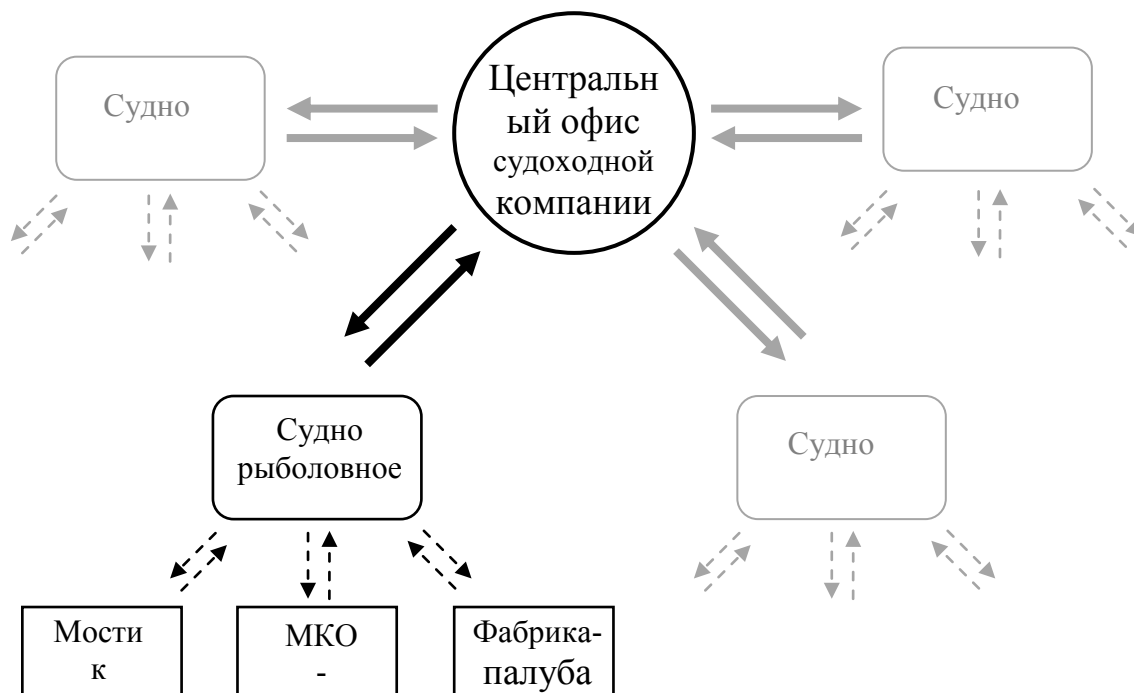 Центральн
ый офис
судоходной
компании
Судно
Судно
Судно
рыболовное
Судно
Мости
к
МКО
-
Фабрика-
палуба